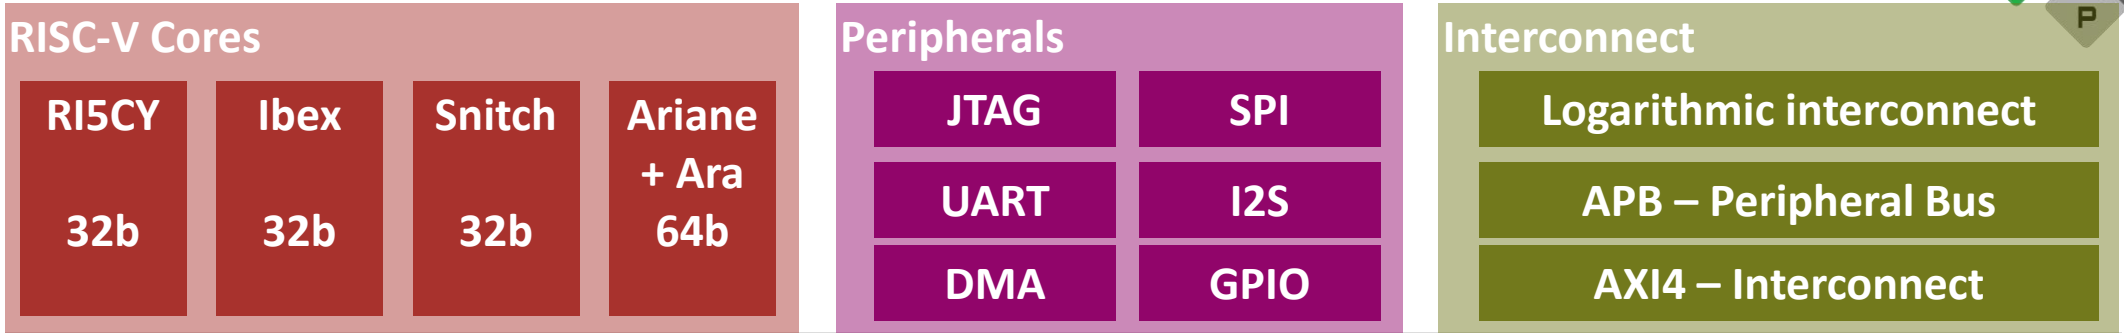 RISC-V Cores
RI5CY
32b
Ibex
32b
Snitch
32b
Ariane
+ Ara
64b
Peripherals
JTAG
SPI
UART
I2S
DMA
GPIO
Interconnect
Logarithmic interconnect
APB – Peripheral Bus
AXI4 – Interconnect
P